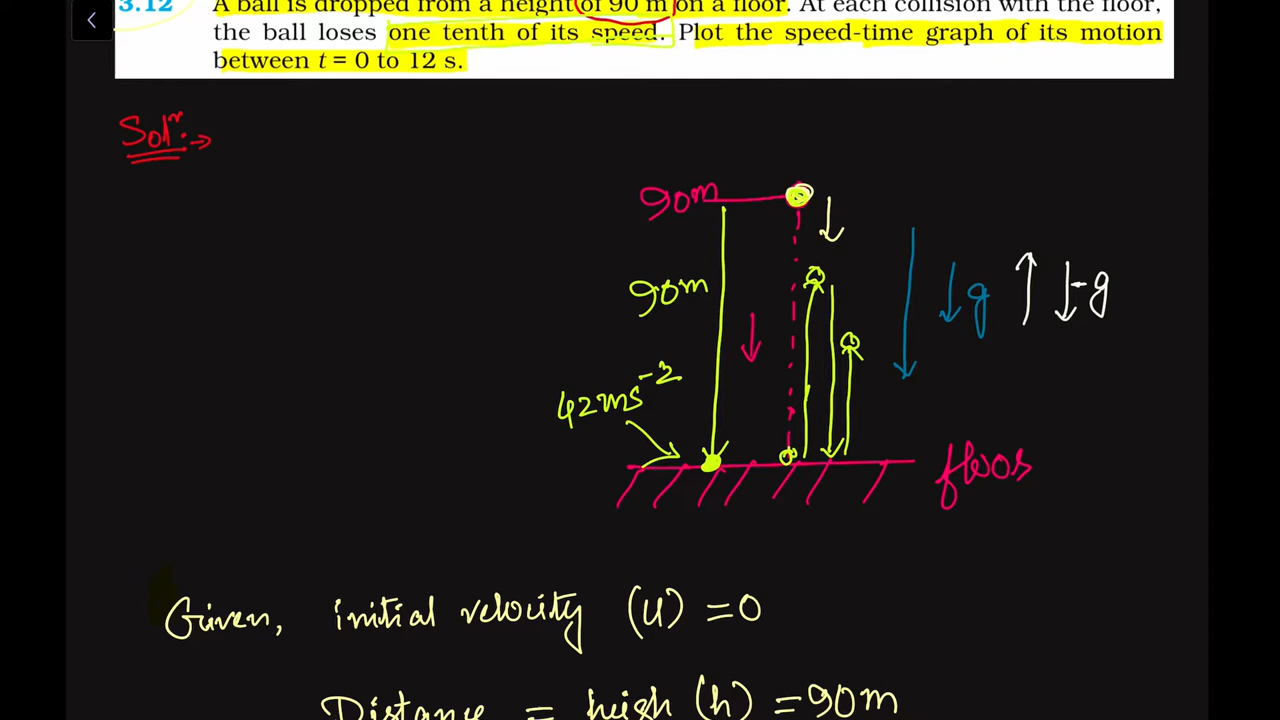 3.12 A ball is dropped from a height of 90 m on a floor. At each collision with the floor,
the ball loses one tenth of its speed. Plot the speed-time graph of its motion
between t = 0 to 12 s.
Solⁿ:→
90m
90m
g
-g
42ms⁻²
floor
Given, initial velocity (u) = 0
Distance = high (h) = 90m